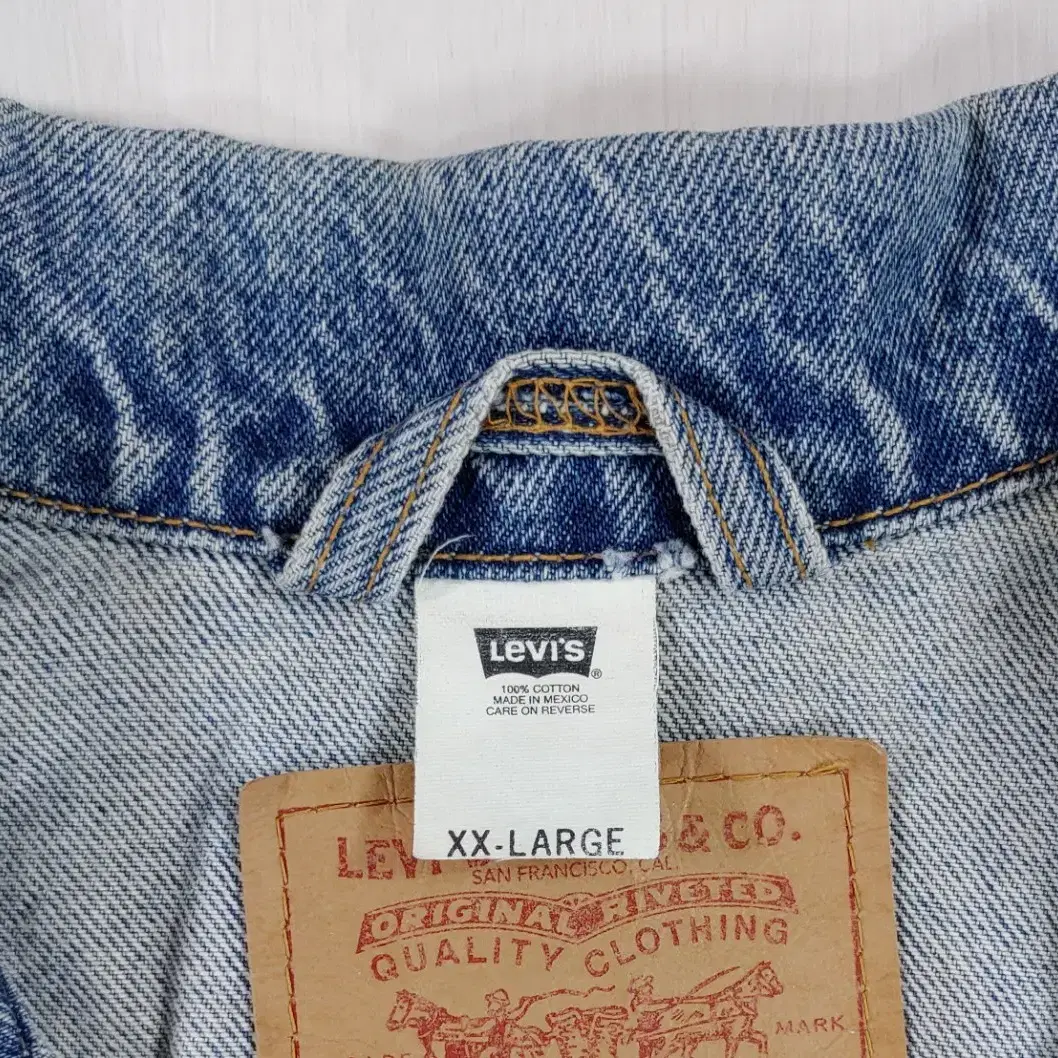 LEVI'S
®
100% COTTON
MADE IN MEXICO
CARE ON REVERSE
XX-LARGE
LEVI & CO.
SAN FRANCISCO, CAL.
ORIGINAL RIVETED
QUALITY CLOTHING
MARK